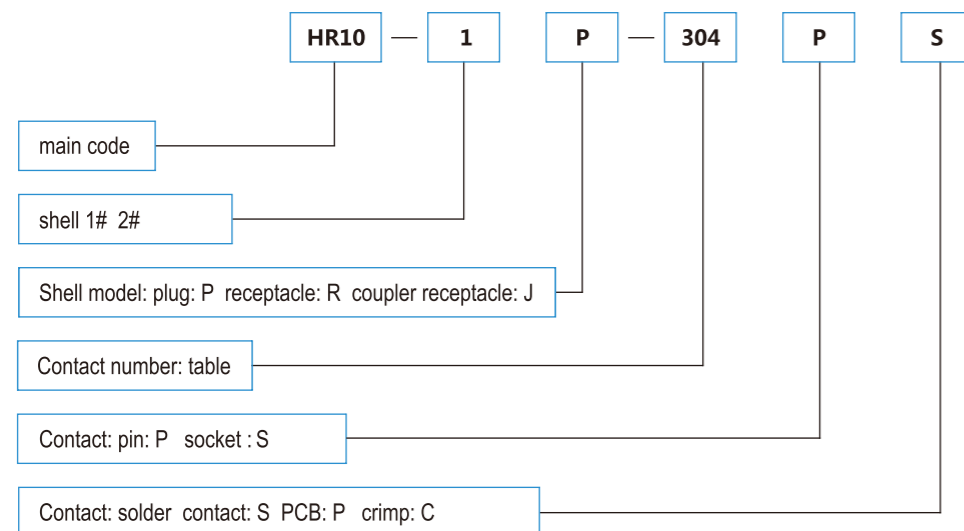 HR10 — 1 P — 304 P S
main code
shell 1# 2#
Shell model: plug: P receptacle: R coupler receptacle: J
Contact number: table
Contact: pin: P socket : S
Contact: solder contact: S PCB: P crimp: C